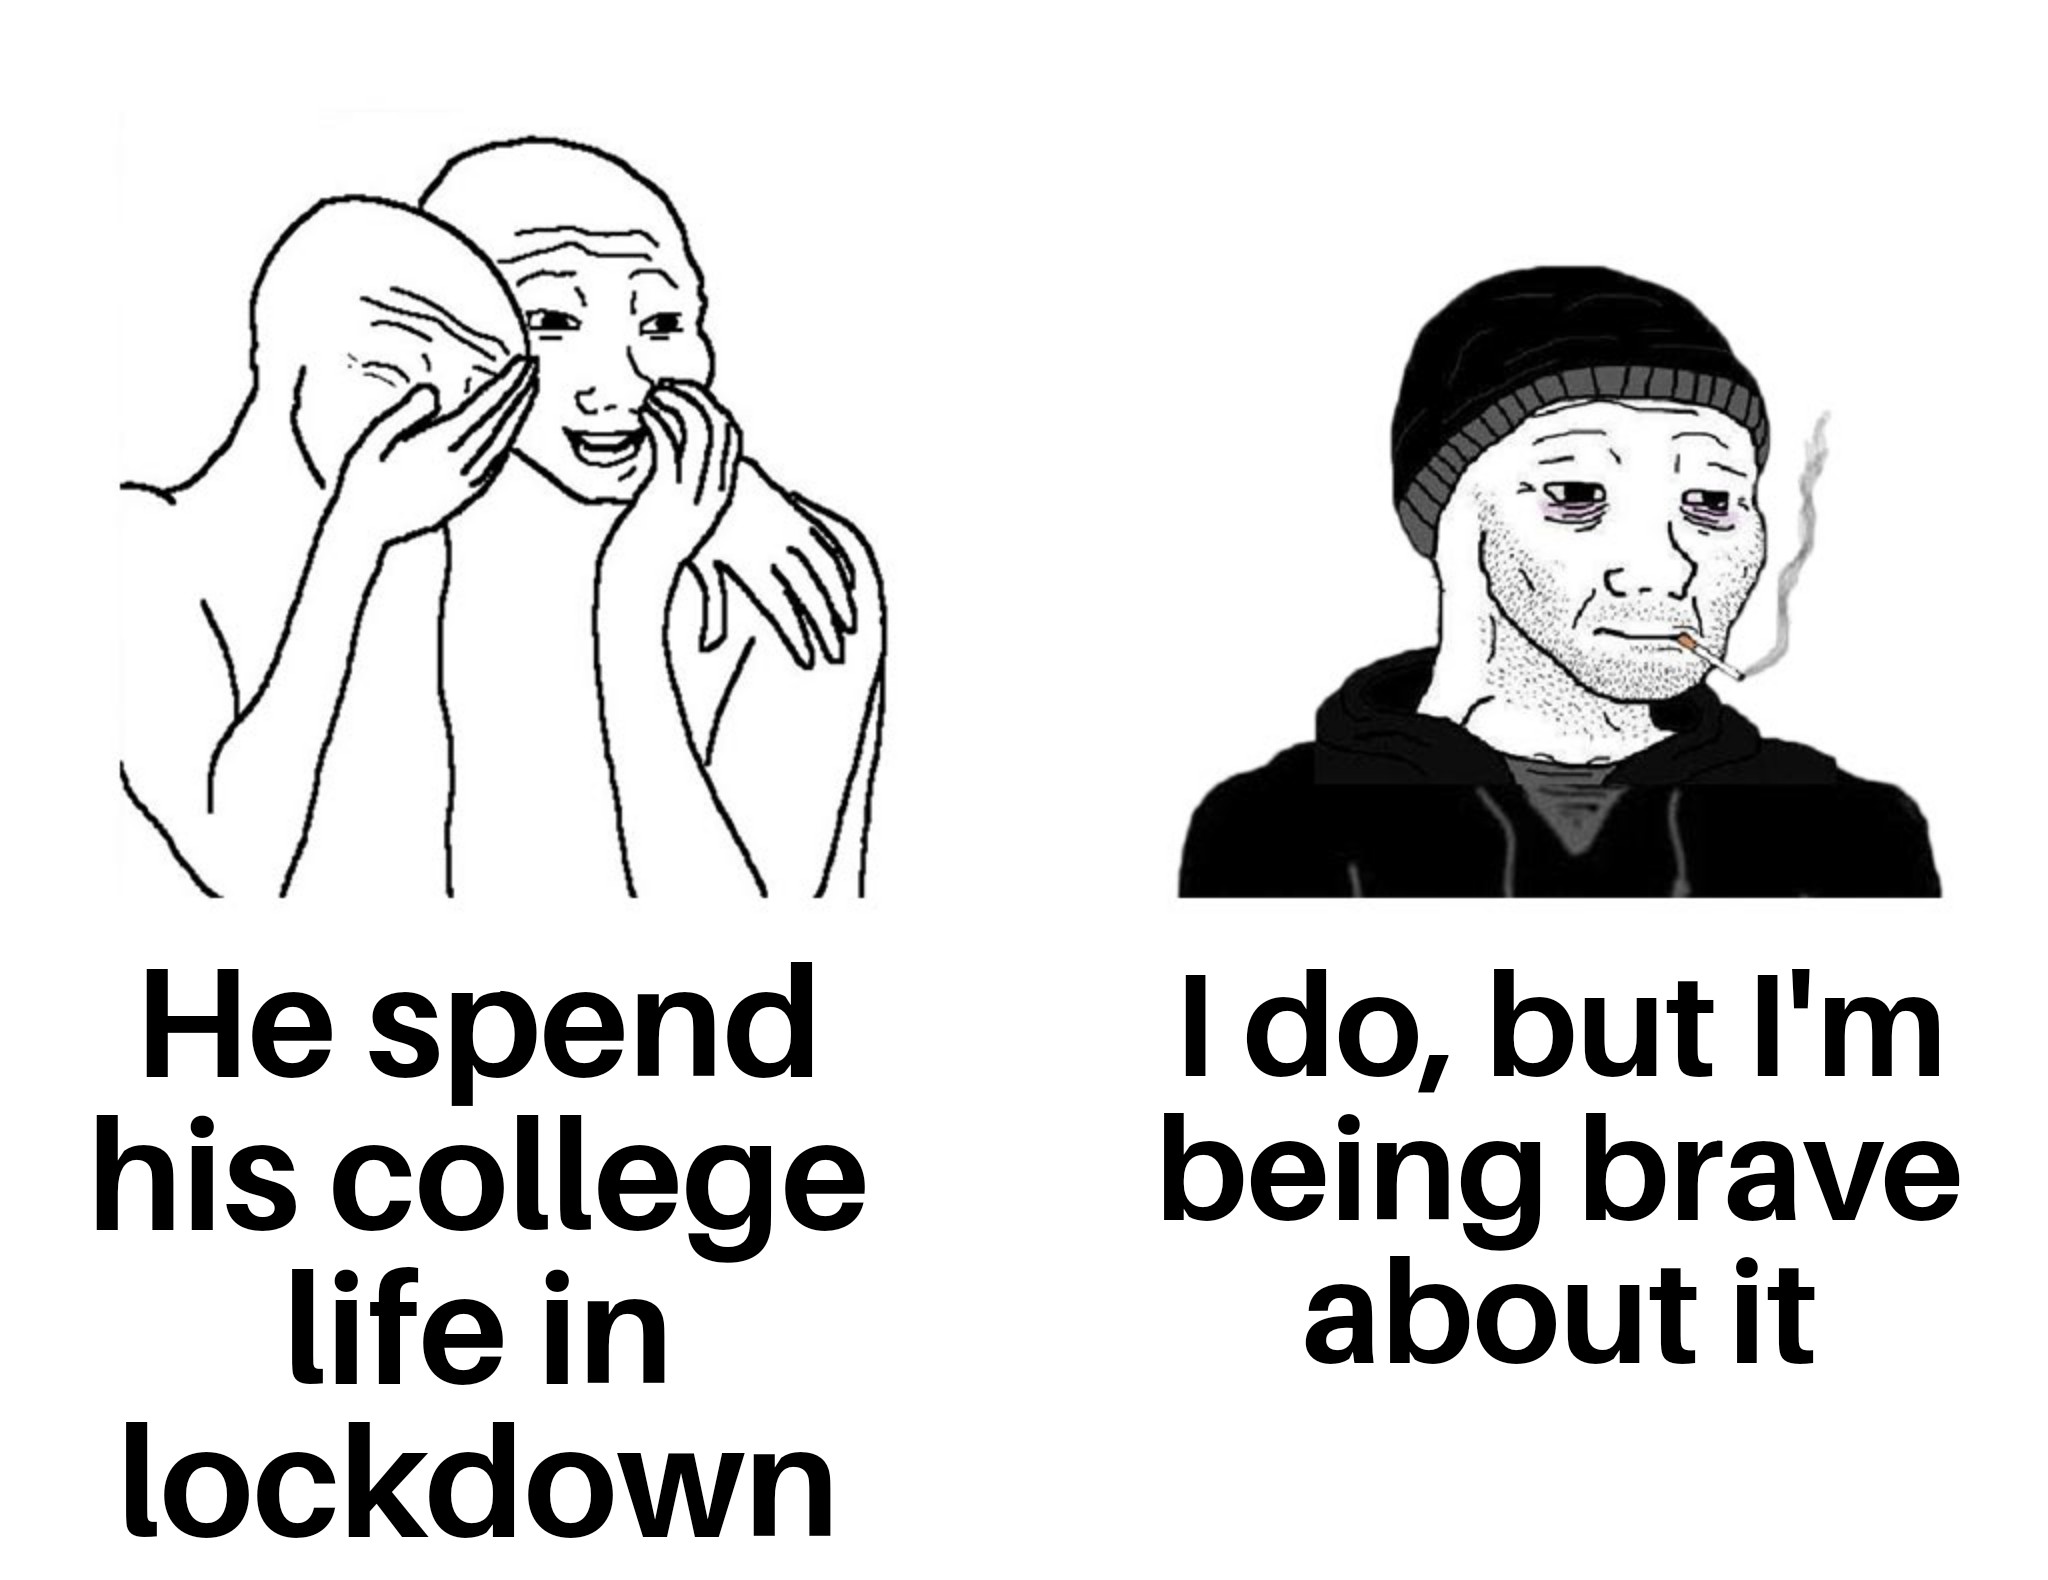 He spend
his college
life in
lockdown
I do, but I'm
being brave
about it